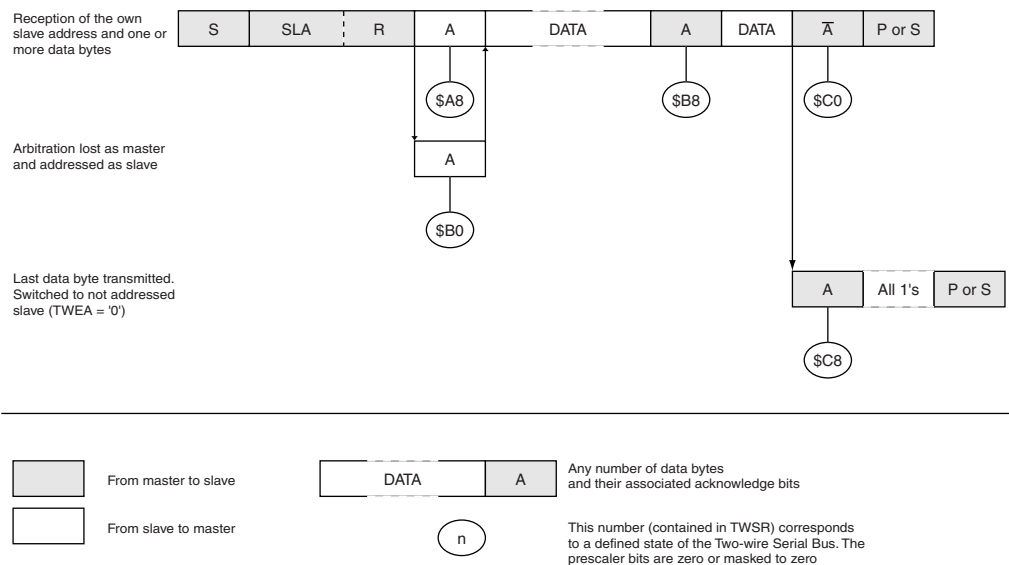 Reception of the own
slave address and one or
more data bytes
S SLA R A DATA A DATA A̅ P or S
$A8 $B8 $C0
Arbitration lost as master
and addressed as slave
A
$B0
Last data byte transmitted.
Switched to not addressed
slave (TWEA = '0')
A All 1's P or S
$C8
From master to slave
From slave to master
DATA A
Any number of data bytes
and their associated acknowledge bits
n
This number (contained in TWSR) corresponds
to a defined state of the Two-wire Serial Bus. The
prescaler bits are zero or masked to zero